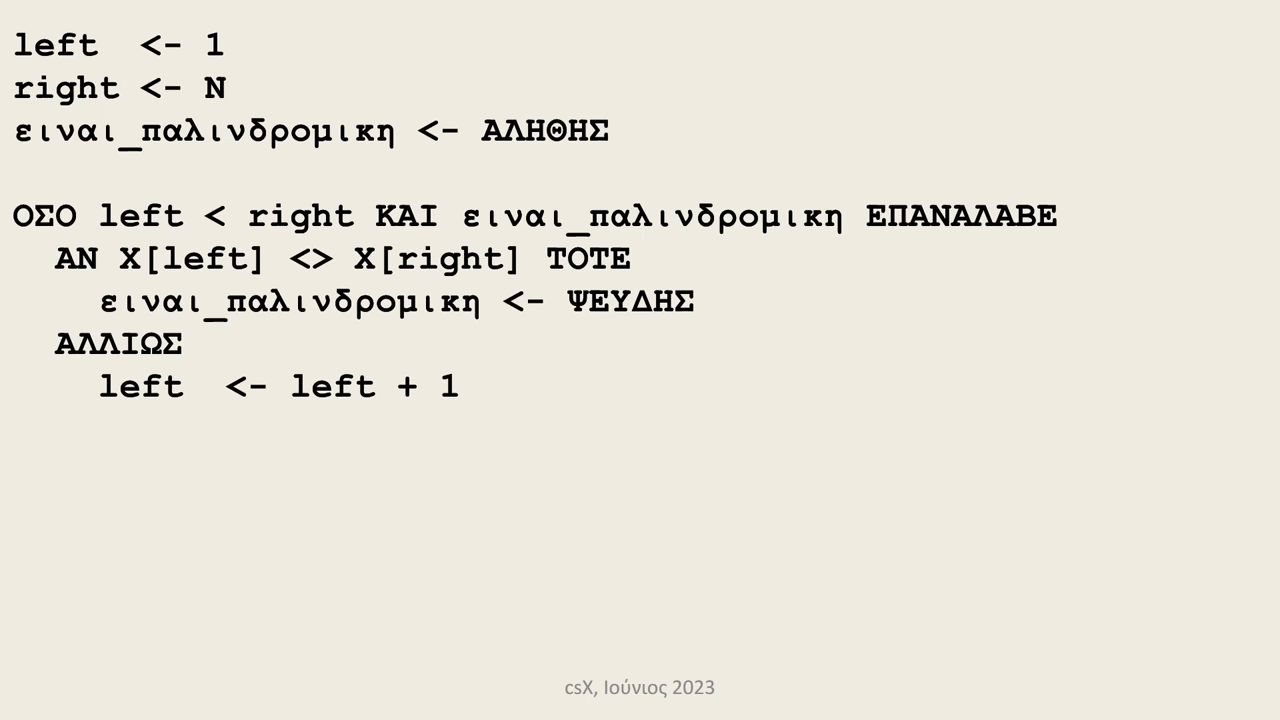 left  <- 1
right <- N
ειναι_παλινδρομικη <- ΑΛΗΘΗΣ
ΟΣΟ left < right ΚΑΙ ειναι_παλινδρομικη ΕΠΑΝΑΛΑΒΕ
  ΑΝ X[left] <> X[right] ΤΟΤΕ
    ειναι_παλινδρομικη <- ΨΕΥΔΗΣ
  ΑΛΛΙΩΣ
    left  <- left + 1
csX, Ιούνιος 2023